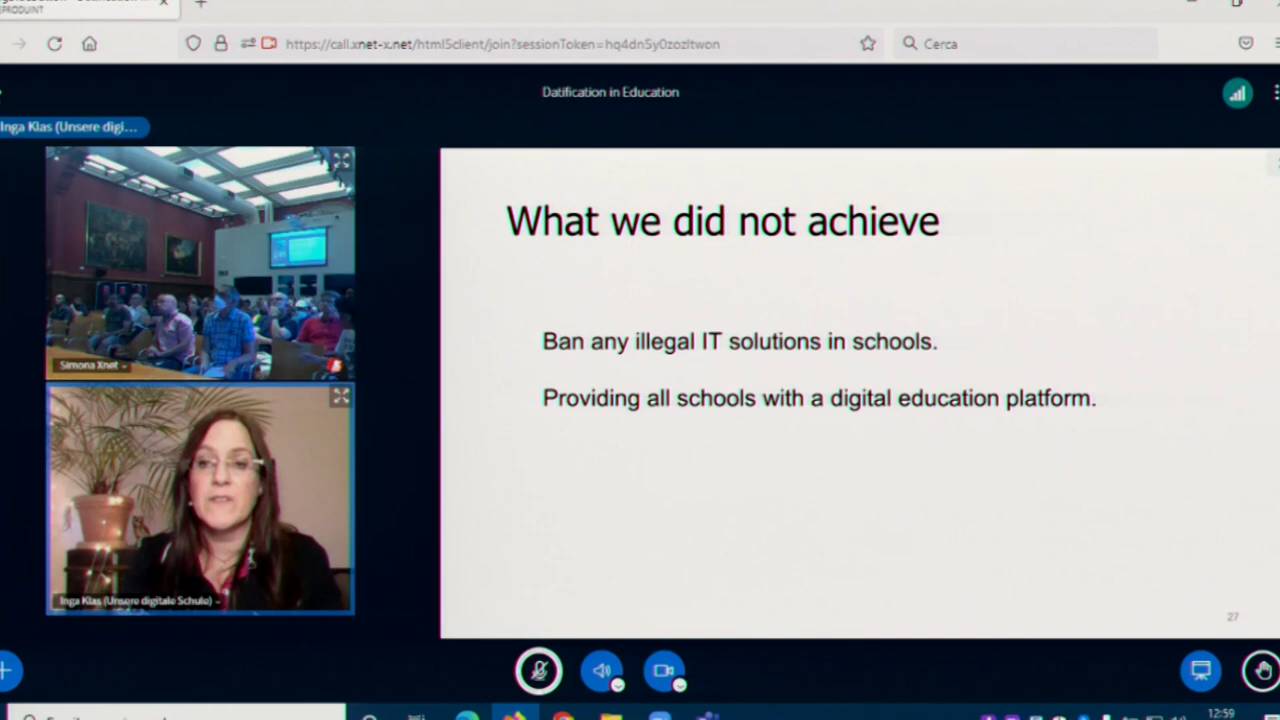 PRODUINT
https://call.xnet-x.net/html5client/join?sessionToken=hq4dn5y0zozltwon
Cerca
Datification in Education
Inga Klas (Unsere digi...
Simona Xnet
Inga Klas (Unsere digitale Schule)
What we did not achieve
Ban any illegal IT solutions in schools.
Providing all schools with a digital education platform.
27
12:59